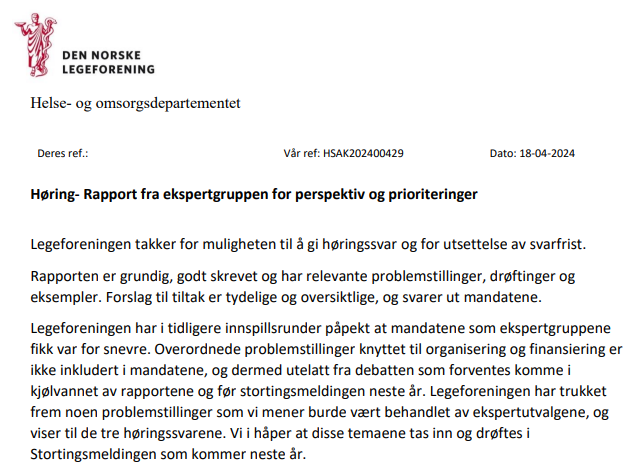 DEN NORSKE
LEGEFORENING
Helse- og omsorgsdepartementet
Deres ref.: Vår ref: HSAK202400429 Dato: 18-04-2024
Høring- Rapport fra ekspertgruppen for perspektiv og prioriteringer
Legeforeningen takker for muligheten til å gi høringssvar og for utsettelse av svarfrist.
Rapporten er grundig, godt skrevet og har relevante problemstillinger, drøftinger og
eksempler. Forslag til tiltak er tydelige og oversiktlige, og svarer ut mandatene.
Legeforeningen har i tidligere innspillsrunder påpekt at mandatene som ekspertgruppene
fikk var for snevre. Overordnede problemstillinger knyttet til organisering og finansiering er
ikke inkludert i mandatene, og dermed utelatt fra debatten som forventes komme i
kjølvannet av rapportene og før stortingsmeldingen neste år. Legeforeningen har trukket
frem noen problemstillinger som vi mener burde vært behandlet av ekspertutvalgene, og
viser til de tre høringssvarene. Vi i håper at disse temaene tas inn og drøftes i
Stortingsmeldingen som kommer neste år.